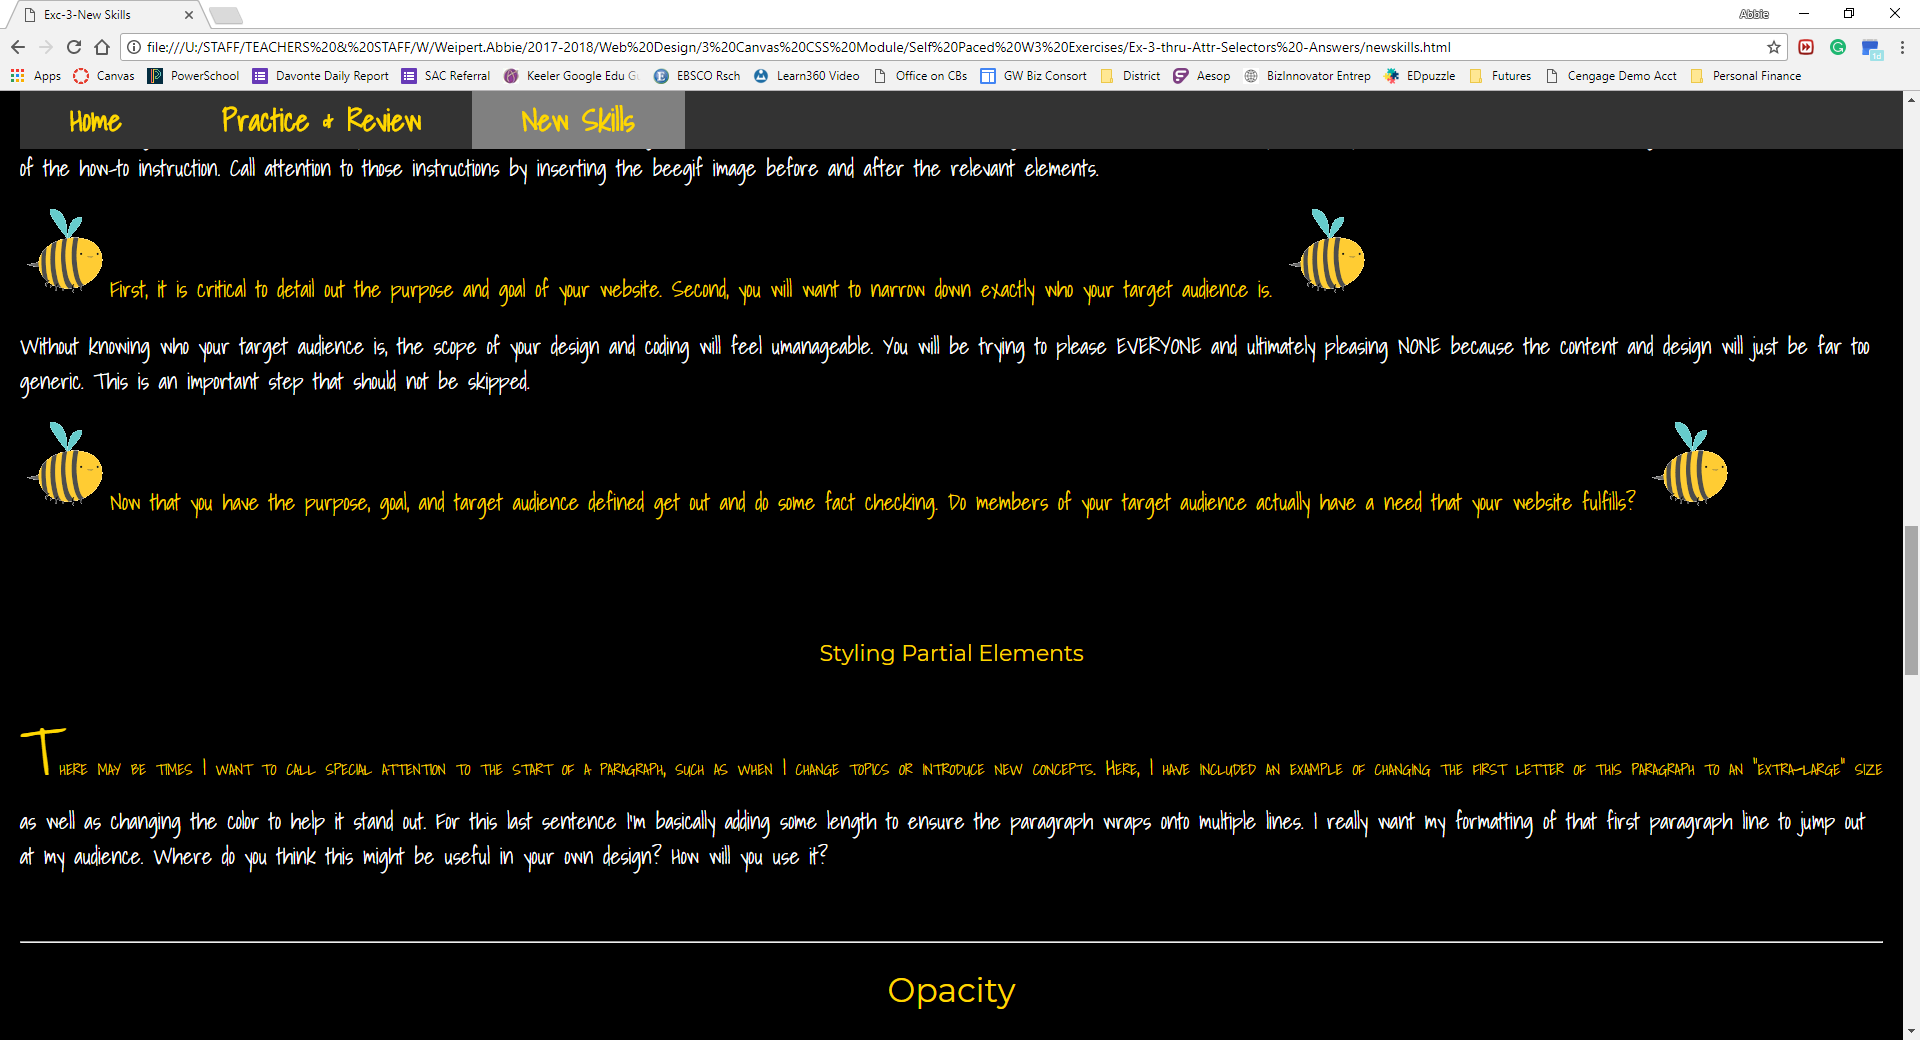 Exc-3-New Skills
Abbie
file:///U:/STAFF/TEACHERS%20&%20STAFF/W/Weipert.Abbie/2017-2018/Web%20Design/3%20Canvas%20CSS%20Module/Self%20Paced%20W3%20Exercises/Ex-3-thru-Attr-Selectors%20-Answers/newskills.html
Apps Canvas PowerSchool Davonte Daily Report SAC Referral Keeler Google Edu G EBSCO Rsch Learn360 Video Office on CBs GW Biz Consort District Aesop BizInnovator Entrep EDpuzzle Futures Cengage Demo Acct Personal Finance
Home Practice & Review New Skills
of the how-to instruction. Call attention to those instructions by inserting the beegif image before and after the relevant elements.
First, it is critical to detail out the purpose and goal of your website. Second, you will want to narrow down exactly who your target audience is.
Without knowing who your target audience is, the scope of your design and coding will feel umanageable. You will be trying to please EVERYONE and ultimately pleasing NONE because the content and design will just be far too
generic. This is an important step that should not be skipped.
Now that you have the purpose, goal, and target audience defined get out and do some fact checking. Do members of your target audience actually have a need that your website fulfills?
Styling Partial Elements
There may be times I want to call special attention to the start of a paragraph, such as when I change topics or introduce new concepts. Here, I have included an example of changing the first letter of this paragraph to an "extra-large" size
as well as changing the color to help it stand out. For this last sentence I'm basically adding some length to ensure the paragraph wraps onto multiple lines. I really want my formatting of that first paragraph line to jump out
at my audience. Where do you think this might be useful in your own design? How will you use it?
Opacity